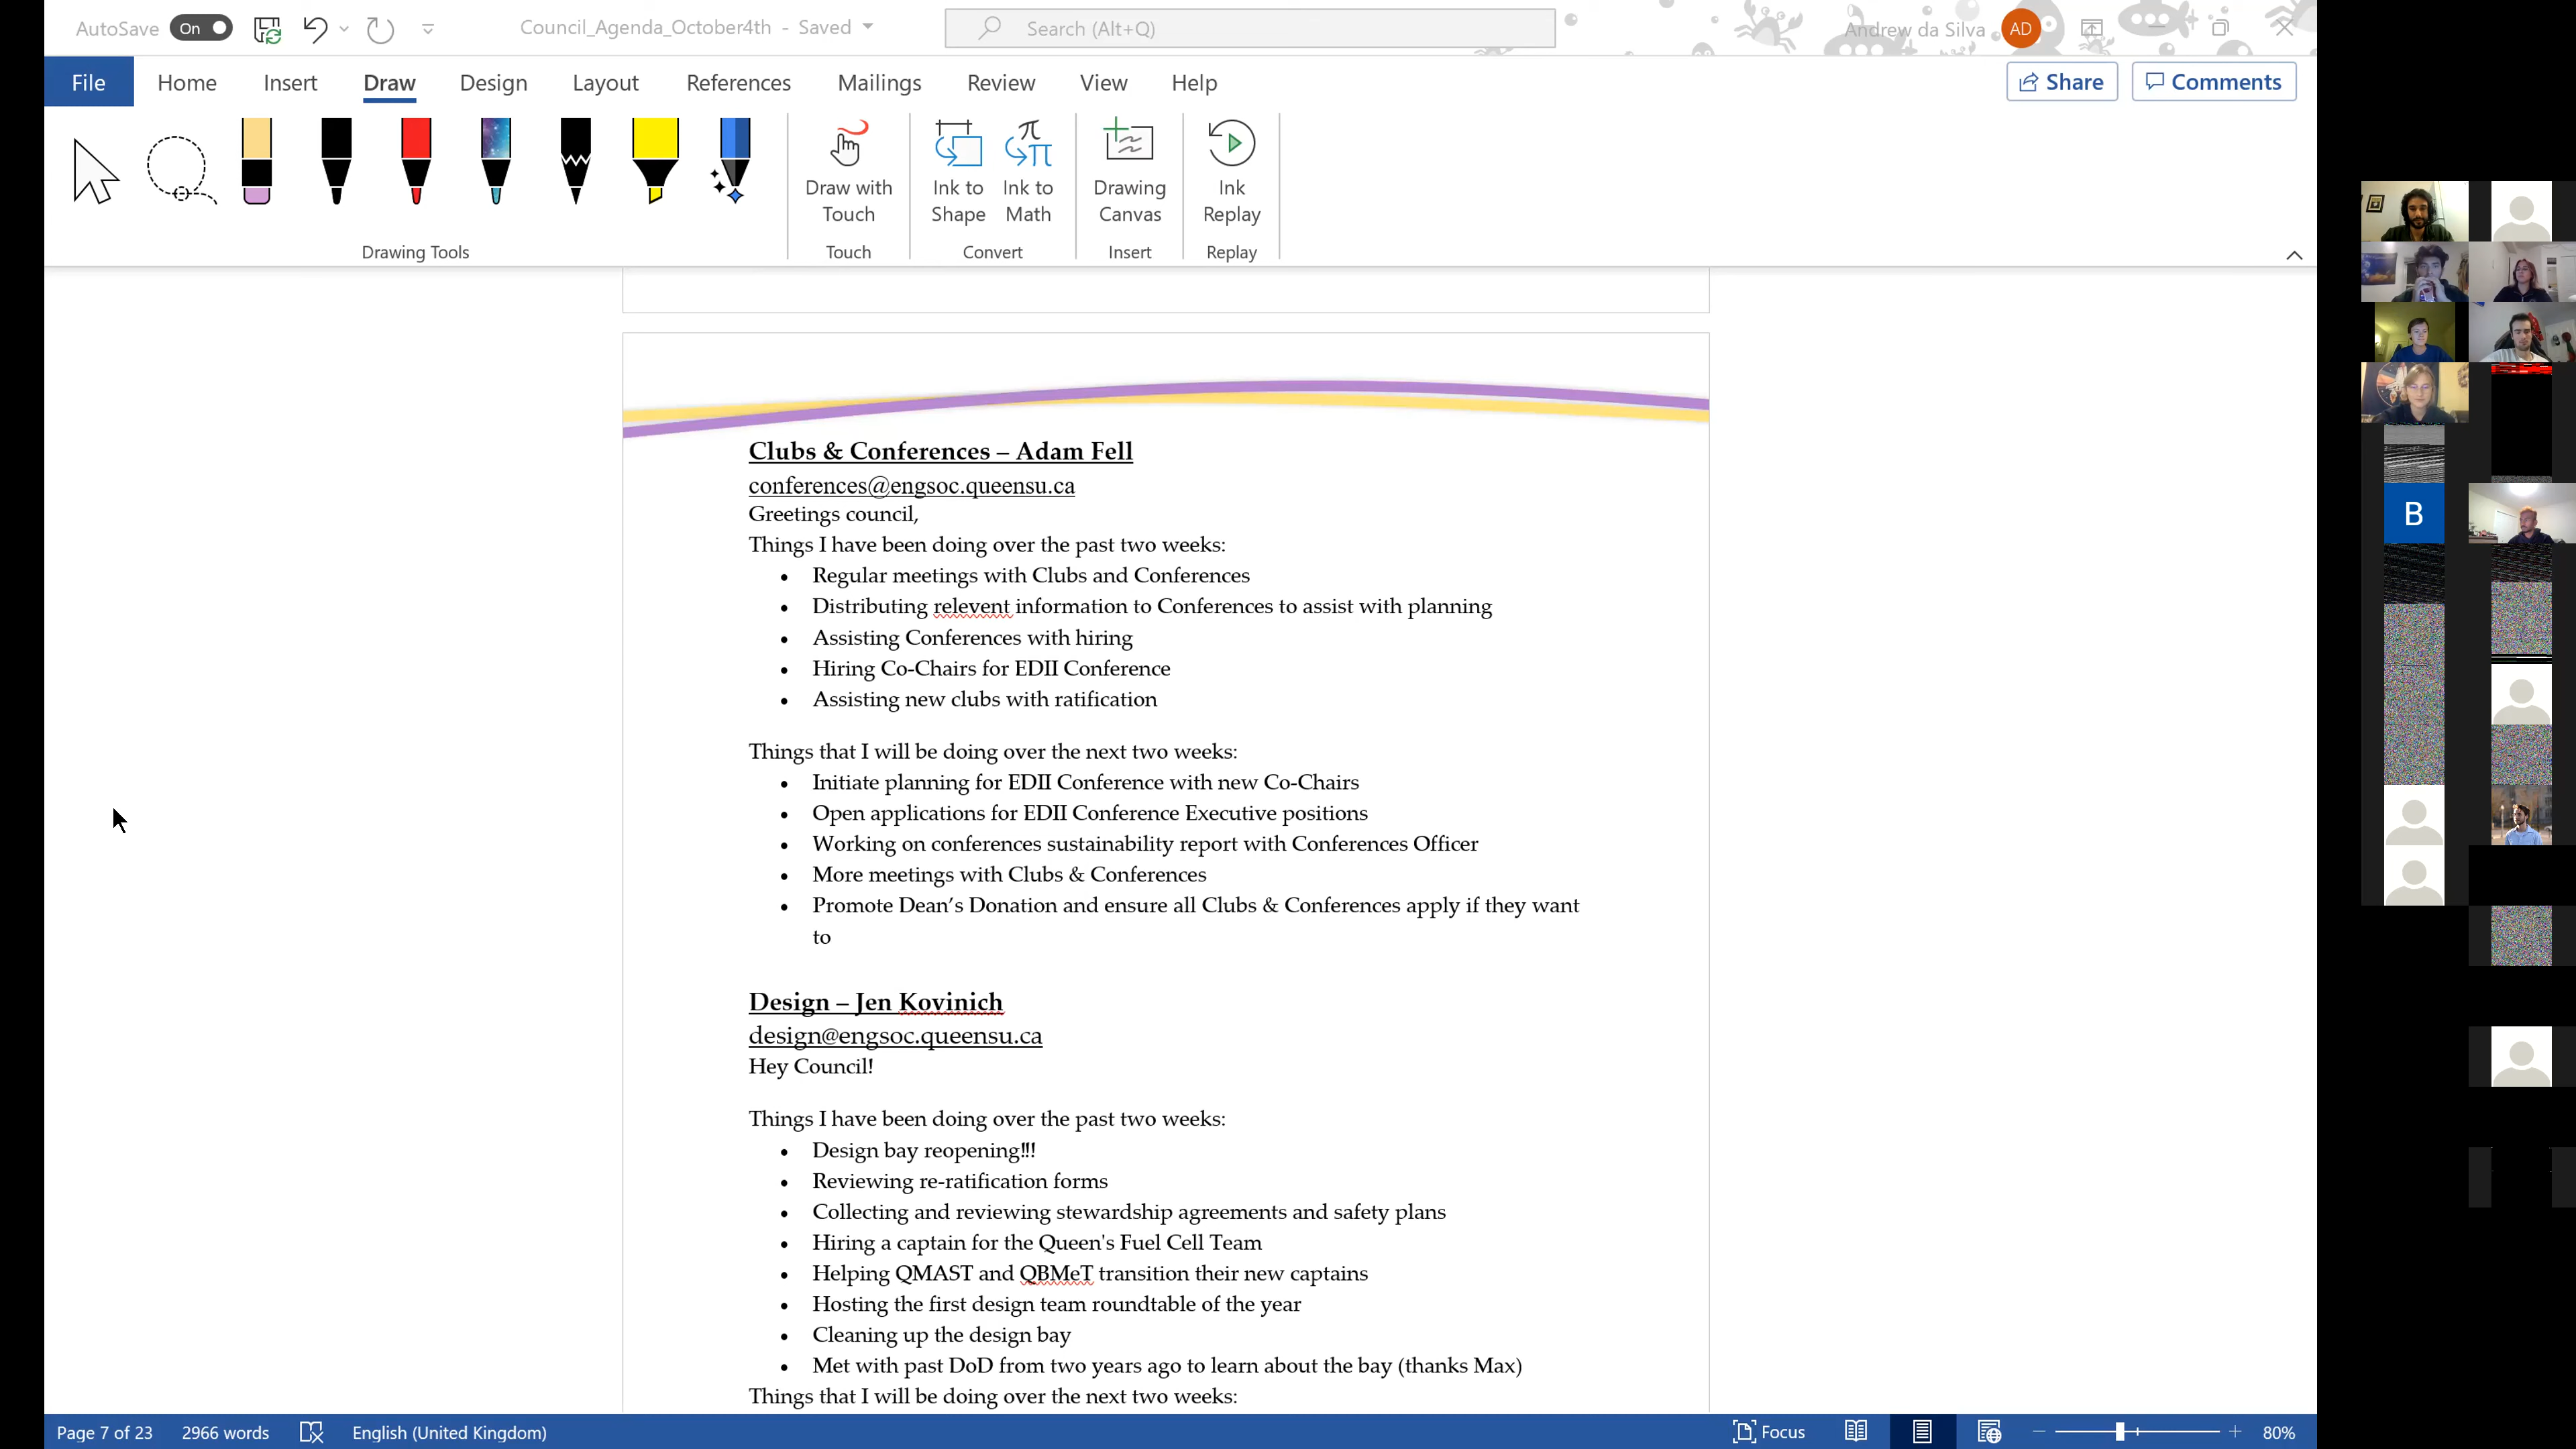 AutoSave On Council_Agenda_October4th - Saved Search (Alt+Q) Andrew da Silva AD
File Home Insert Draw Design Layout References Mailings Review View Help Share Comments
Draw with Touch
Ink to Shape
Ink to Math
Drawing Canvas
Ink Replay
Drawing Tools Touch Convert Insert Replay
Clubs & Conferences – Adam Fell
conferences@engsoc.queensu.ca
Greetings council,
Things I have been doing over the past two weeks:
• Regular meetings with Clubs and Conferences
• Distributing relevent information to Conferences to assist with planning
• Assisting Conferences with hiring
• Hiring Co-Chairs for EDII Conference
• Assisting new clubs with ratification
Things that I will be doing over the next two weeks:
• Initiate planning for EDII Conference with new Co-Chairs
• Open applications for EDII Conference Executive positions
• Working on conferences sustainability report with Conferences Officer
• More meetings with Clubs & Conferences
• Promote Dean’s Donation and ensure all Clubs & Conferences apply if they want
to
Design – Jen Kovinich
design@engsoc.queensu.ca
Hey Council!
Things I have been doing over the past two weeks:
• Design bay reopening!!!
• Reviewing re-ratification forms
• Collecting and reviewing stewardship agreements and safety plans
• Hiring a captain for the Queen's Fuel Cell Team
• Helping QMAST and QBMeT transition their new captains
• Hosting the first design team roundtable of the year
• Cleaning up the design bay
• Met with past DoD from two years ago to learn about the bay (thanks Max)
Things that I will be doing over the next two weeks:
Page 7 of 23 2966 words English (United Kingdom) Focus 80%
B